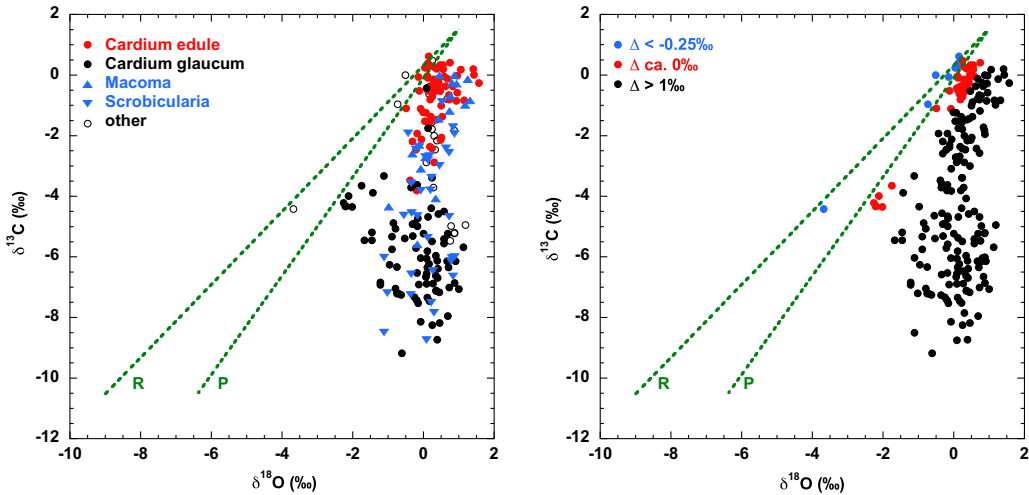 2
0
-2
-4
-6
-8
-10
-12
-10 -8 -6 -4 -2 0 2
δ13C (‰)
δ18O (‰)
Cardium edule
Cardium glaucum
Macoma
Scrobicularia
other
R P
2
0
-2
-4
-6
-8
-10
-12
-10 -8 -6 -4 -2 0 2
δ13C (‰)
δ18O (‰)
Δ < -0.25‰
Δ ca. 0‰
Δ > 1‰
R P